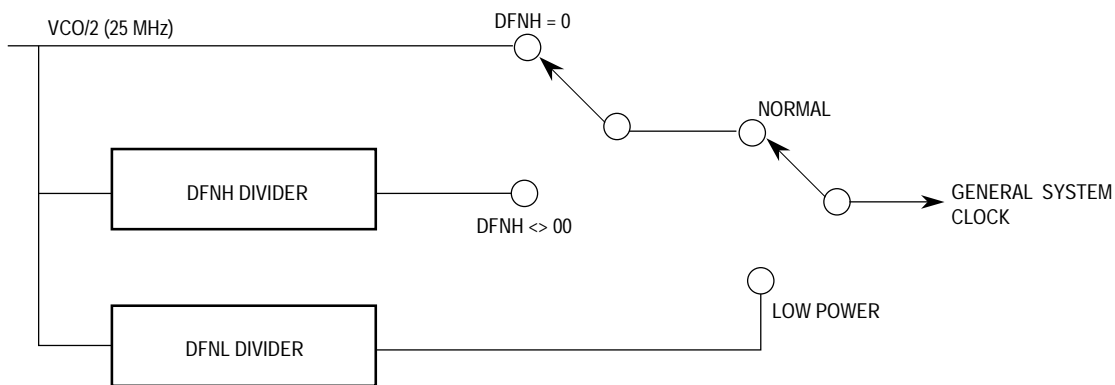 VCO/2 (25 MHz)
DFNH = 0
NORMAL
DFNH DIVIDER
DFNH <> 00
GENERAL SYSTEM
CLOCK
LOW POWER
DFNL DIVIDER